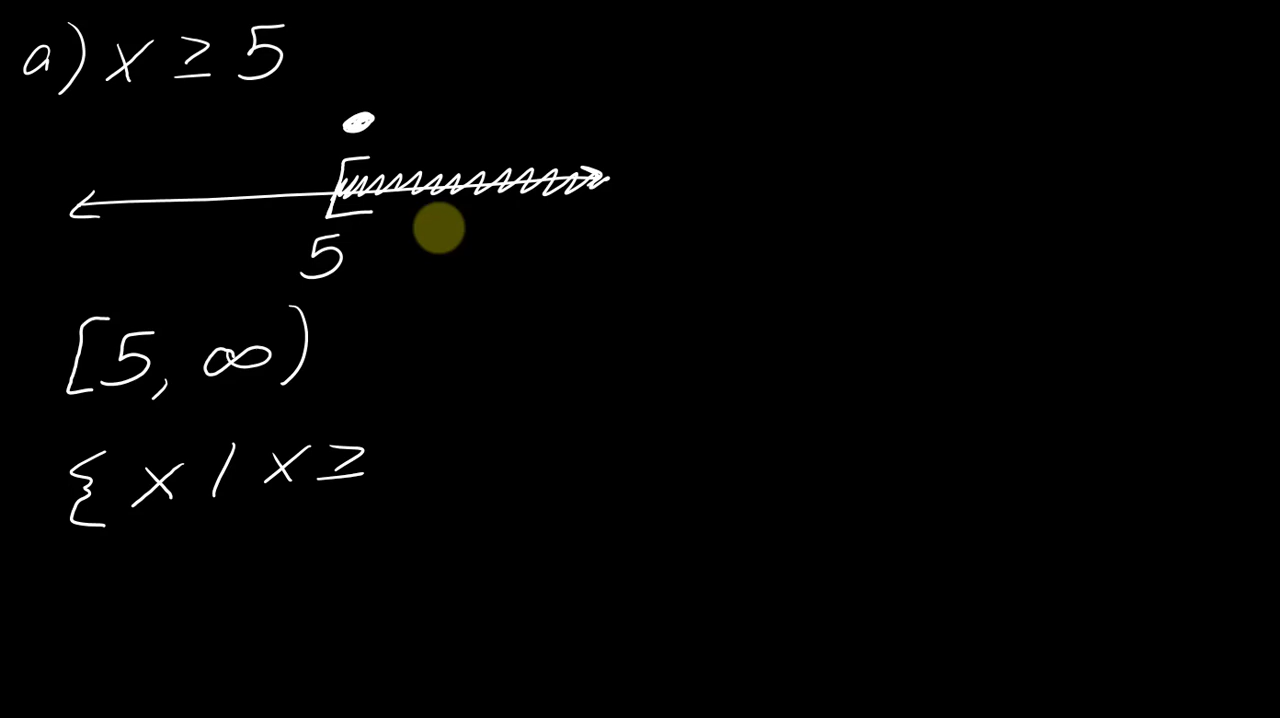 a) x ≥ 5
[
5
[5, ∞)
{ x / x ≥